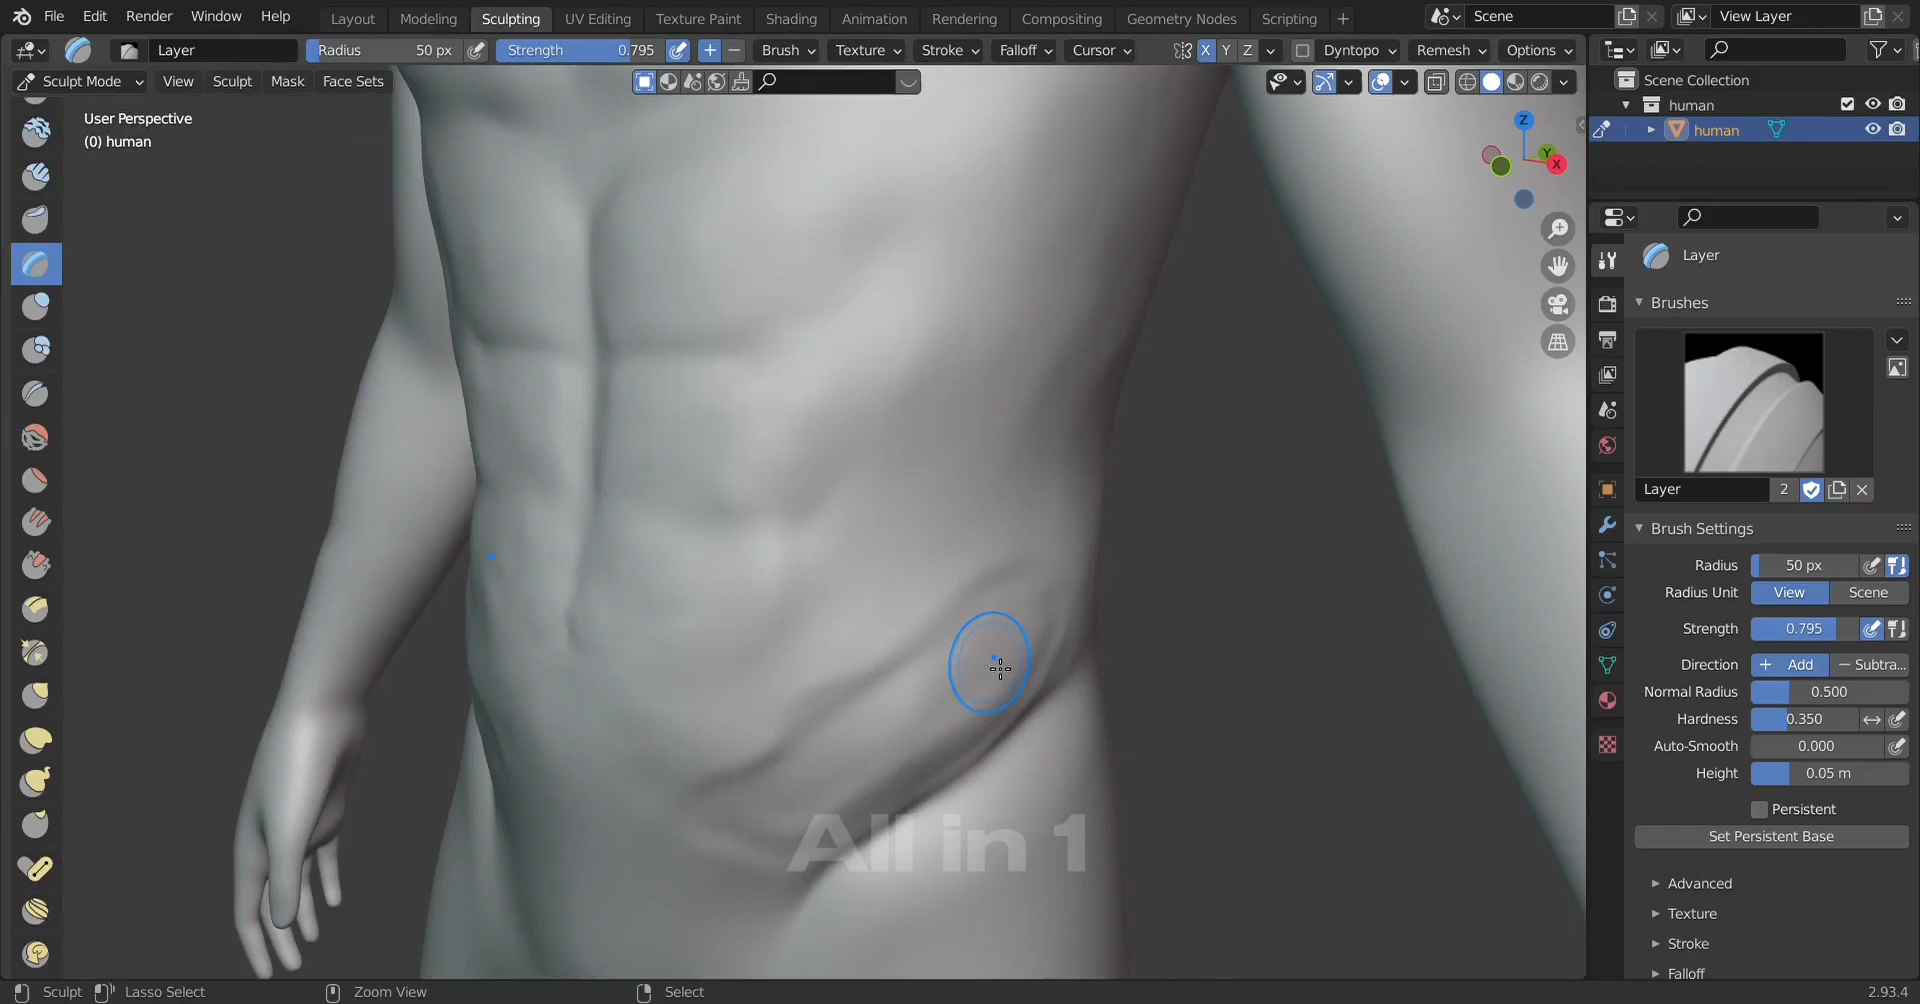 File Edit Render Window Help Layout Modeling Sculpting UV Editing Texture Paint Shading Animation Rendering Compositing Geometry Nodes Scripting + Scene View Layer
Layer Radius 50 px Strength 0.795 + − Brush Texture Stroke Falloff Cursor X Y Z Dyntopo Remesh Options
Sculpt Mode View Sculpt Mask Face Sets
Scene Collection
human
human
User Perspective
(0) human
Z
Y
X
Layer
Brushes
Layer 2
Brush Settings
Radius 50 px
Radius Unit View Scene
Strength 0.795
Direction + Add − Subtra...
Normal Radius 0.500
Hardness 0.350
Auto-Smooth 0.000
Height 0.05 m
Persistent
Set Persistent Base
Advanced
Texture
Stroke
Falloff
All in 1
Sculpt Lasso Select Zoom View Select 2.93.4